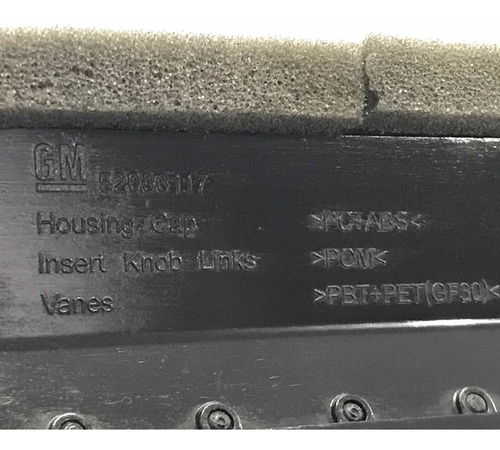 GM 52086117
Housing Cap >PC+ABS<
Insert Knob Links >POM<
Vanes >PBT+PET(GF30)<